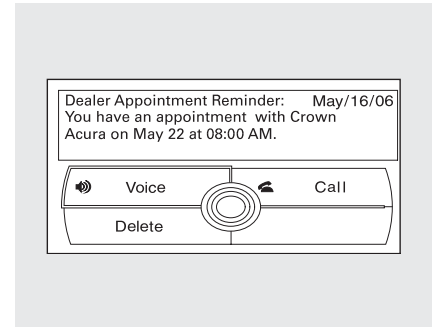 Dealer Appointment Reminder: May/16/06
You have an appointment with Crown
Acura on May 22 at 08:00 AM.
Voice Call
Delete